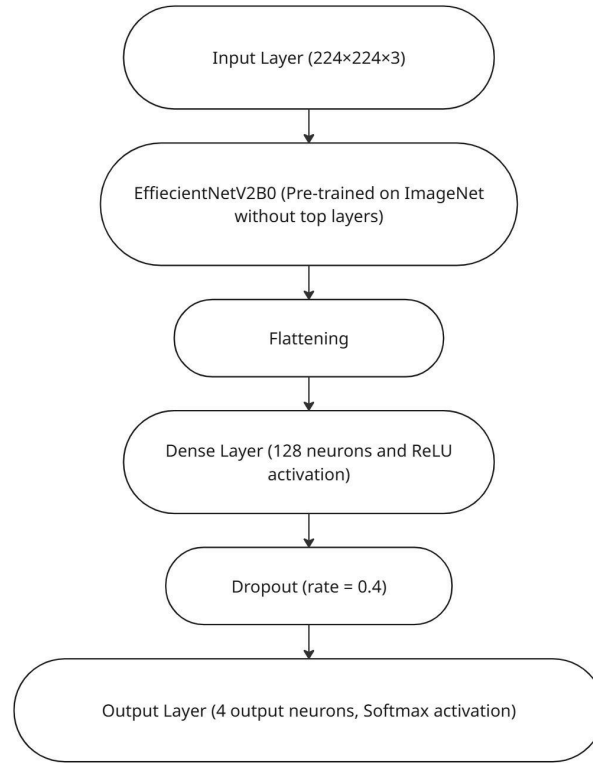 Input Layer (224×224×3)
EffiecientNetV2B0 (Pre-trained on ImageNet
without top layers)
Flattening
Dense Layer (128 neurons and ReLU
activation)
Dropout (rate = 0.4)
Output Layer (4 output neurons, Softmax activation)